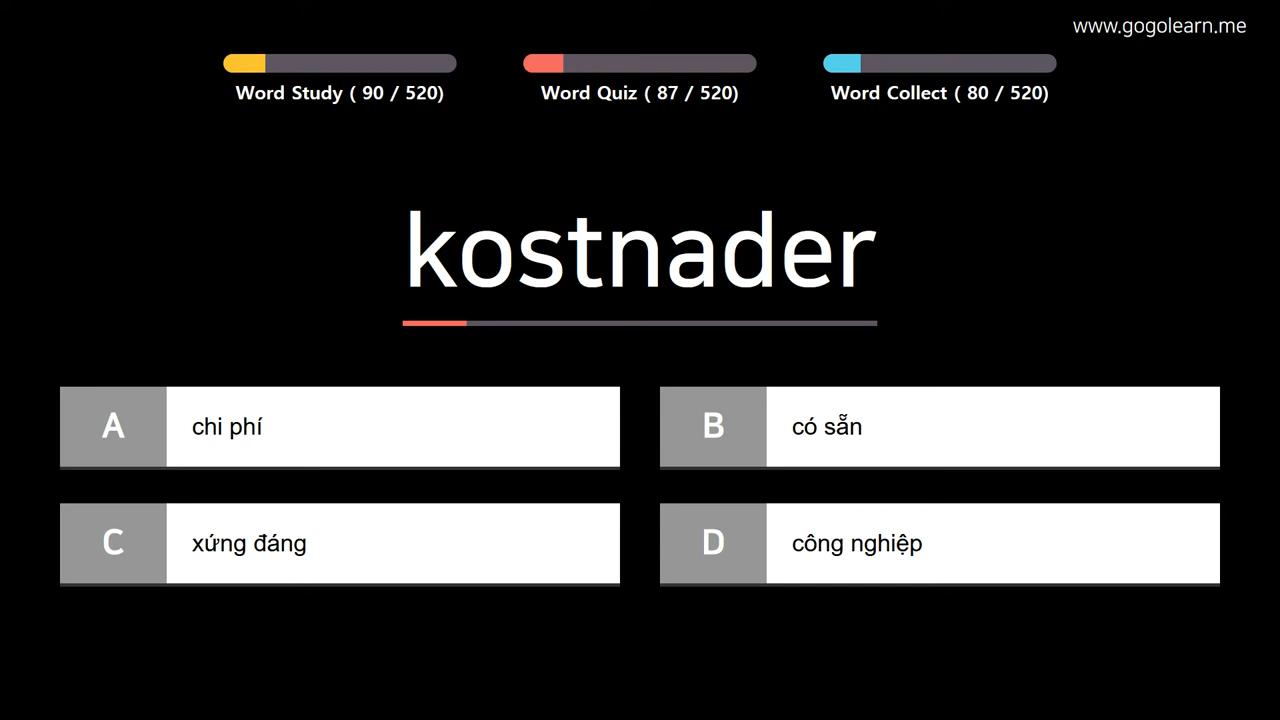 www.gogolearn.me
Word Study ( 90 / 520)
Word Quiz ( 87 / 520)
Word Collect ( 80 / 520)
kostnader
A chi phí
B có sẵn
C xứng đáng
D công nghiệp